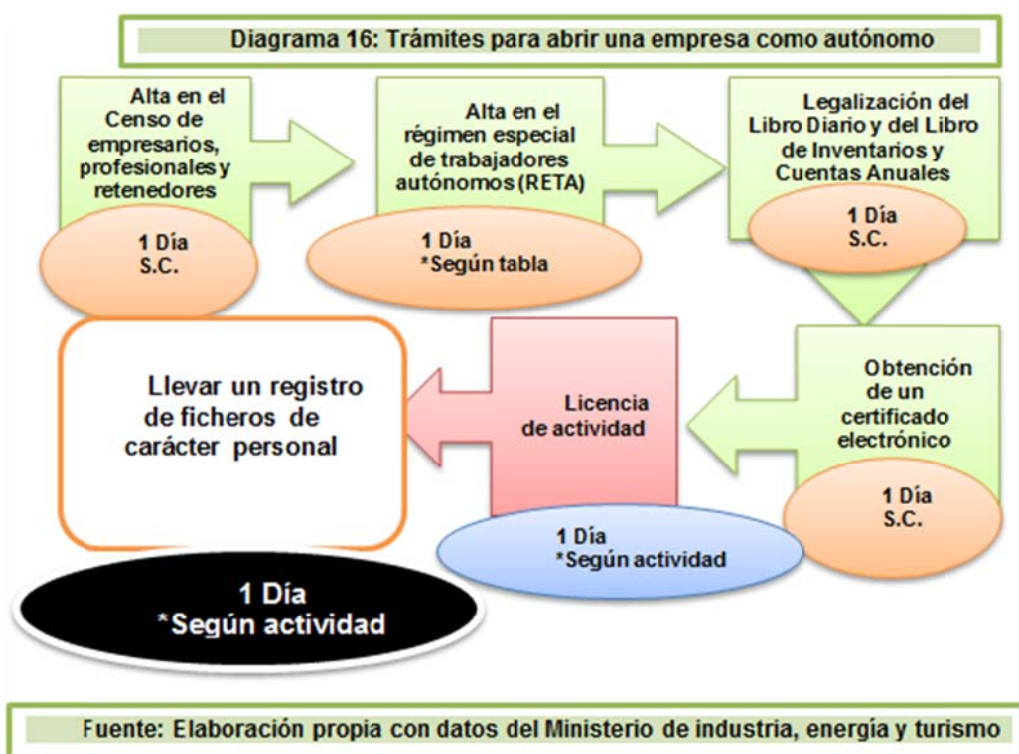 Diagrama 16: Trámites para abrir una empresa como autónomo
Alta en el
Censo de
empresarios,
profesionales y
retenedores
1 Día
S.C.
Alta en el
régimen especial
de trabajadores
autónomos (RETA)
1 Día
*Según tabla
Legalización del
Libro Diario y del Libro
de Inventarios y
Cuentas Anuales
1 Día
S.C.
Obtención
de un
certificado
electrónico
1 Día
S.C.
Licencia
de actividad
1 Día
*Según actividad
Llevar un registro
de ficheros de
carácter personal
1 Día
*Según actividad
Fuente: Elaboración propia con datos del Ministerio de industria, energía y turismo